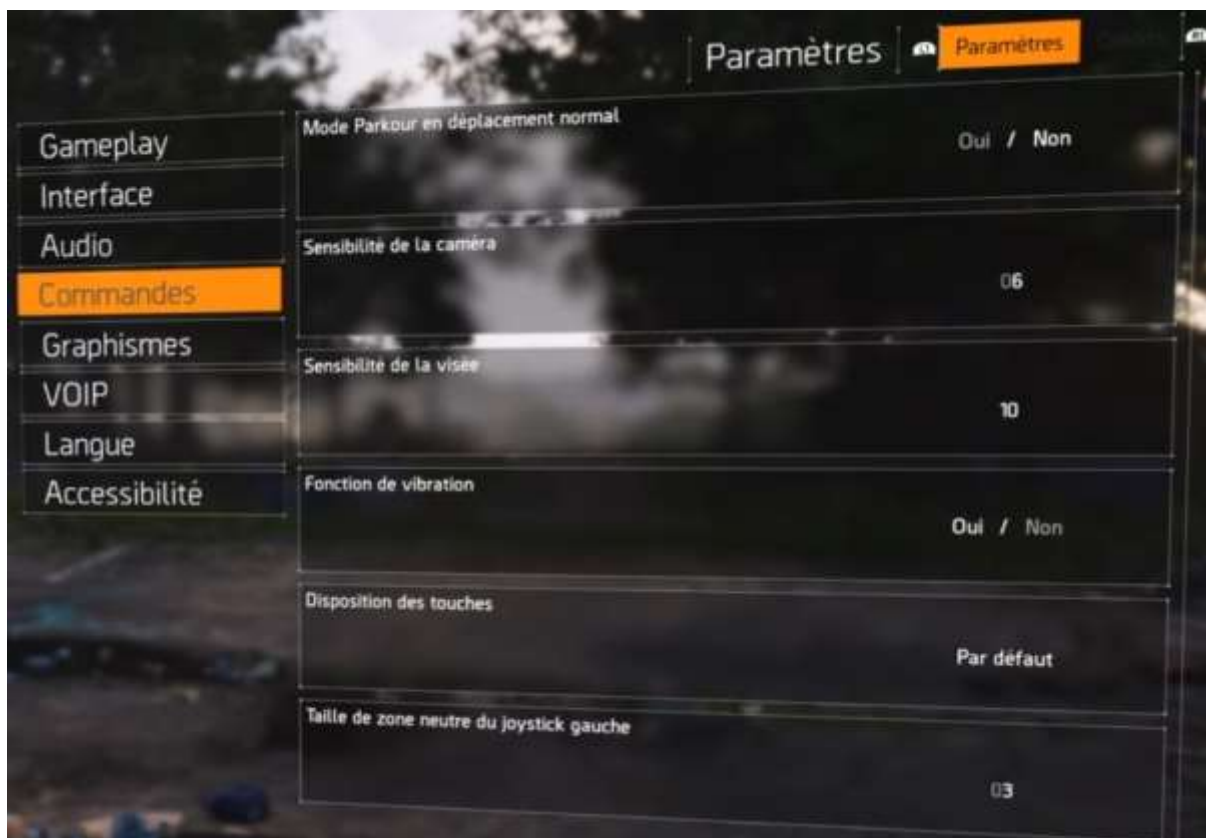 Paramètres
Paramètres
Gameplay
Interface
Audio
Commandes
Graphismes
VOIP
Langue
Accessibilité
Mode Parkour en déplacement normal
Oui / Non
Sensibilité de la caméra
06
Sensibilité de la visée
10
Fonction de vibration
Oui / Non
Disposition des touches
Par défaut
Taille de zone neutre du joystick gauche
03